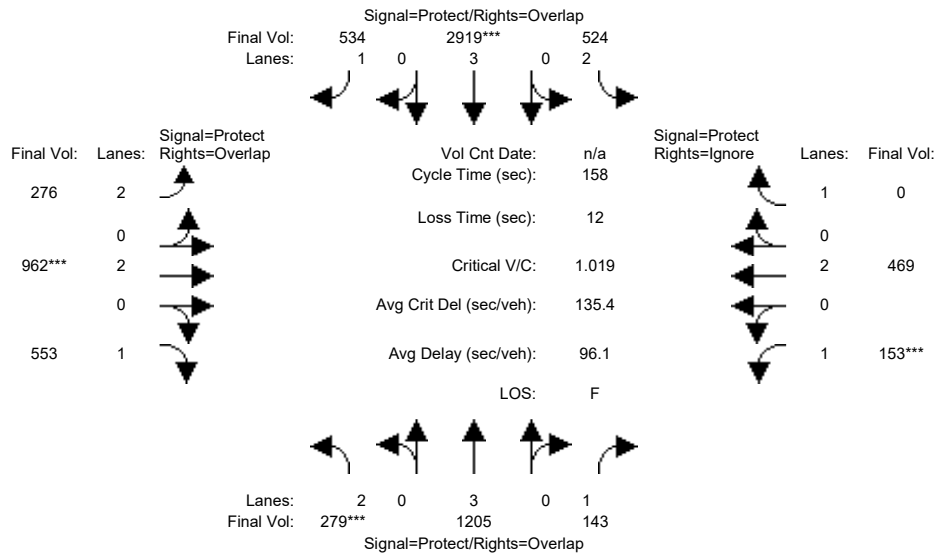 Signal=Protect/Rights=Overlap
Final Vol: 534 2919*** 524
Lanes: 1 0 3 0 2
Signal=Protect Signal=Protect
Final Vol: Lanes: Rights=Overlap Vol Cnt Date: n/a Rights=Ignore Lanes: Final Vol:
Cycle Time (sec): 158
276 2 1 0
Loss Time (sec): 12
0 0
962*** 2 Critical V/C: 1.019 2 469
0 Avg Crit Del (sec/veh): 135.4 0
553 1 Avg Delay (sec/veh): 96.1 1 153***
LOS: F
Lanes: 2 0 3 0 1
Final Vol: 279*** 1205 143
Signal=Protect/Rights=Overlap